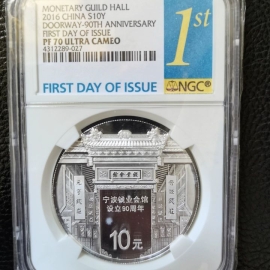 MONETARY GUILD HALL
2016 CHINA S10Y
DOORWAY-90TH ANNIVERSARY
FIRST DAY OF ISSUE
PF 70 ULTRA CAMEO
4312789-027
1st
NGC®
FIRST DAY OF ISSUE
宁波钱业会馆
设立90周年
10元